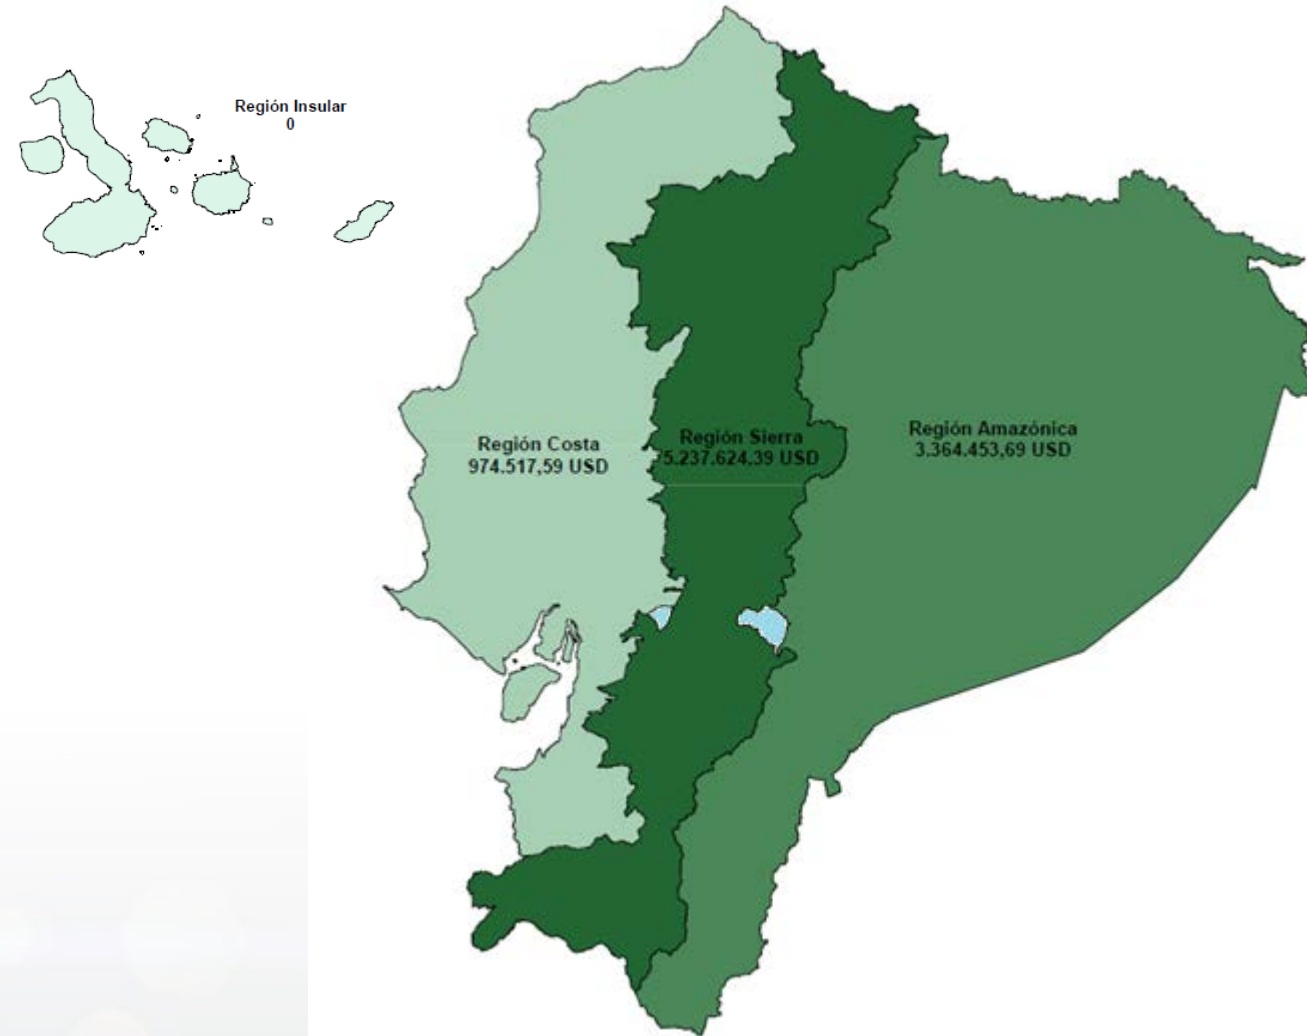 Región Insular
0
Región Costa
974.517,59 USD
Región Sierra
5.237.624,39 USD
Región Amazónica
3.364.453,69 USD